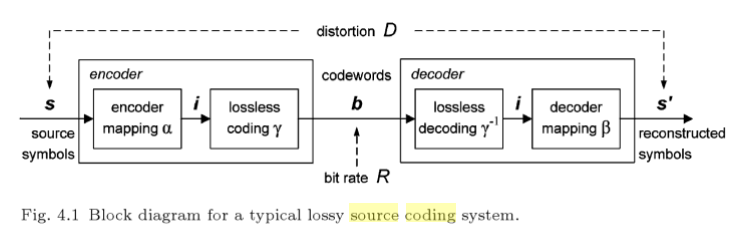 distortion D
encoder
codewords
decoder
s
encoder
mapping α
i
lossless
coding γ
b
lossless
decoding γ⁻¹
i
decoder
mapping β
s'
source
symbols
reconstructed
symbols
bit rate R
Fig. 4.1 Block diagram for a typical lossy source coding system.